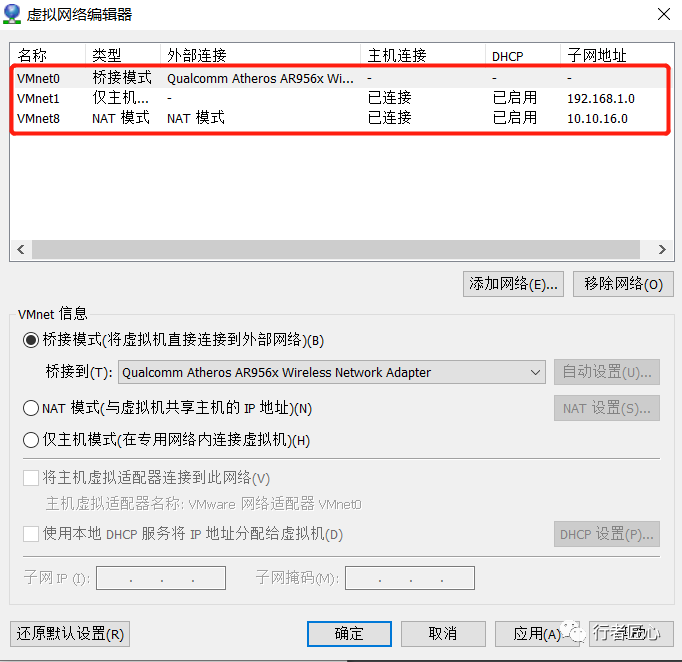 虚拟网络编辑器
名称 类型 外部连接 主机连接 DHCP 子网地址
VMnet0 桥接模式 Qualcomm Atheros AR956x Wi... - - -
VMnet1 仅主机... - 已连接 已启用 192.168.1.0
VMnet8 NAT 模式 NAT 模式 已连接 已启用 10.10.16.0
添加网络(E)... 移除网络(O)
VMnet 信息
桥接模式(将虚拟机直接连接到外部网络)(B)
桥接到(T): Qualcomm Atheros AR956x Wireless Network Adapter 自动设置(U)...
NAT 模式(与虚拟机共享主机的 IP 地址)(N) NAT 设置(S)...
仅主机模式(在专用网络内连接虚拟机)(H)
将主机虚拟适配器连接到此网络(V)
主机虚拟适配器名称: VMware 网络适配器 VMnet0
使用本地 DHCP 服务将 IP 地址分配给虚拟机(D) DHCP 设置(P)...
子网 IP (I): . . . 子网掩码(M): . . .
还原默认设置(R) 确定 取消 应用(A) 行者匠心